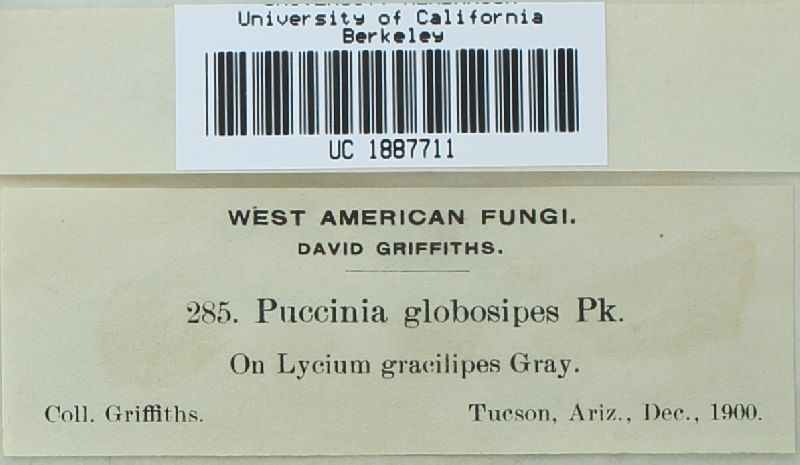 University of California
Berkeley
UC 1887711
WEST AMERICAN FUNGI.
DAVID GRIFFITHS.
285. Puccinia globosipes Pk.
On Lycium gracilipes Gray.
Coll. Griffiths.
Tucson, Ariz., Dec., 1900.